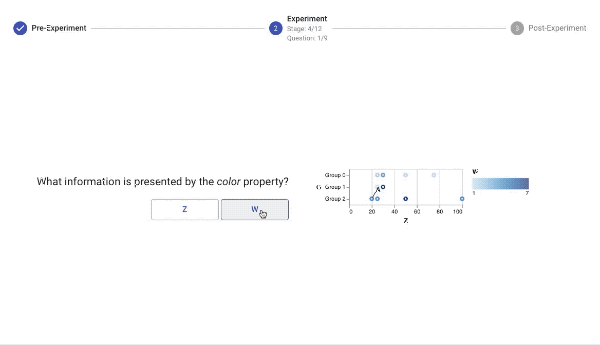 Pre-Experiment
2
Experiment
Stage: 4/12
Question: 1/9
3
Post-Experiment
What information is presented by the color property?
Z
W
Group 0
Group 1
Group 2
G
0 20 40 60 80 100
Z
W
1 7